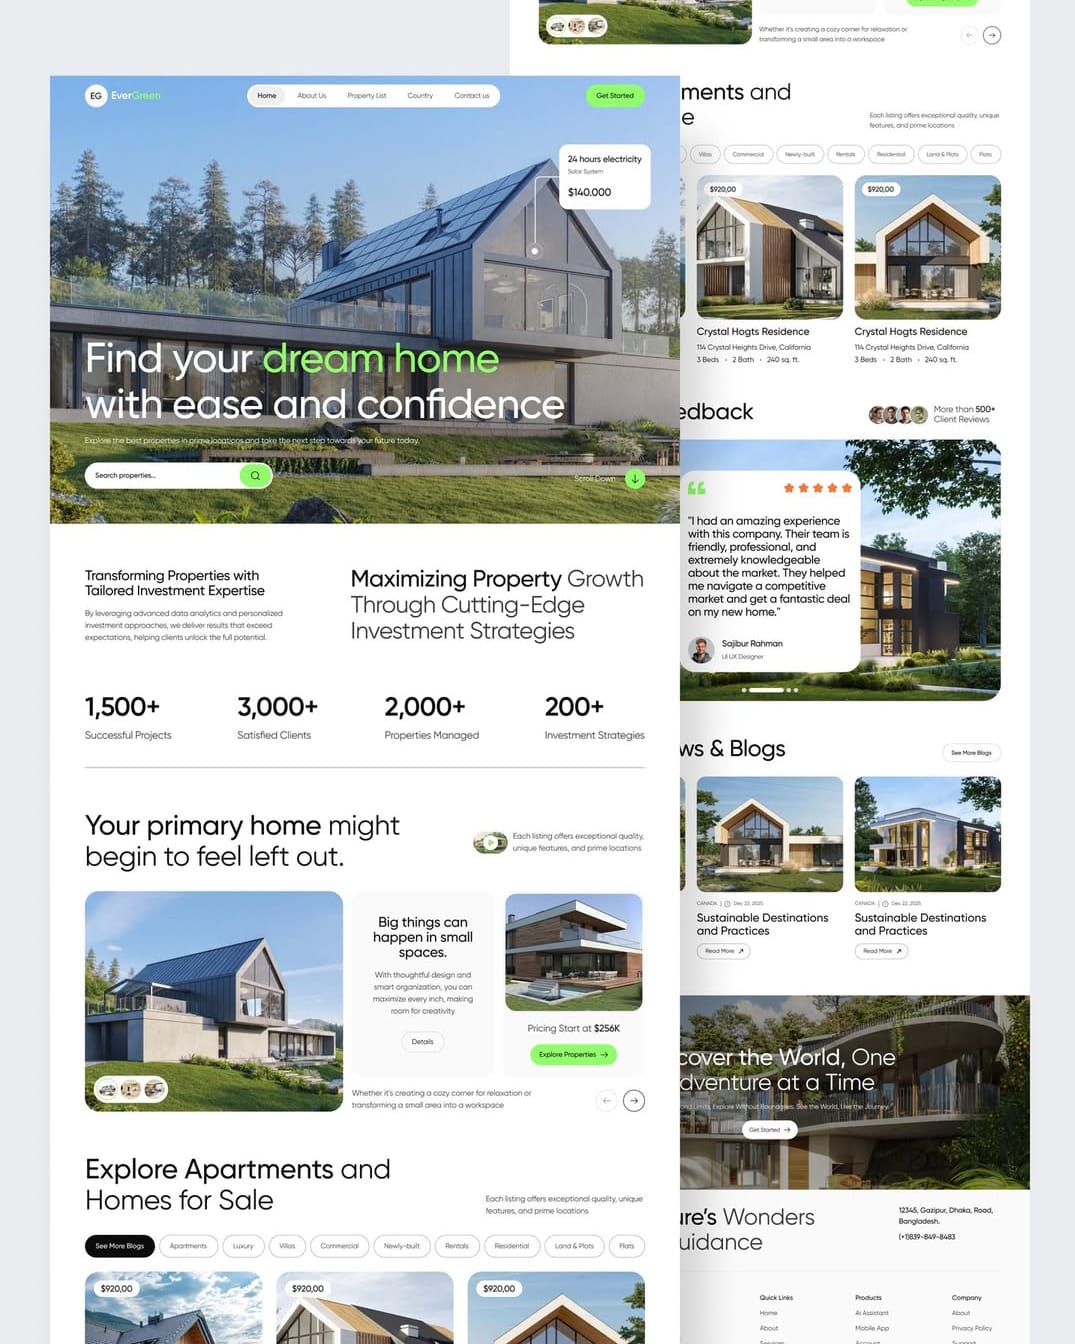 EG EverGreen
Home About Us Property List Country Contact us
Get Started
24 hours electricity
Solar System
$140.000
Find your dream home
with ease and confidence
Explore the best properties in prime locations and take the next step towards your future today.
Search properties...
Scroll Down
Transforming Properties with
Tailored Investment Expertise
By leveraging advanced data analytics and personalized
investment approaches, we deliver results that exceed
expectations, helping clients unlock the full potential.
Maximizing Property Growth
Through Cutting-Edge
Investment Strategies
1,500+
Successful Projects
3,000+
Satisfied Clients
2,000+
Properties Managed
200+
Investment Strategies
Your primary home might
begin to feel left out.
Each listing offers exceptional quality,
unique features, and prime locations
Big things can
happen in small
spaces.
With thoughtful design and
smart organization, you can
maximize every inch, making
room for creativity
Details
Pricing Start at $256K
Explore Properties
Whether it's creating a cozy corner for relaxation or
transforming a small area into a workspace
Explore Apartments and
Homes for Sale
Each listing offers exceptional quality, unique
features, and prime locations
See More Blogs Apartments Luxury Villas Commercial Newly-built Rentals Residential Land & Plots Flats
$920,00
$920,00
$920,00
Whether it's creating a cozy corner for relaxation or
transforming a small area into a workspace
ments and
e
Each listing offers exceptional quality, unique
features, and prime locations
Villas Commercial Newly-built Rentals Residential Land & Plots Flats
$920,00
Crystal Hogts Residence
114 Crystal Heights Drive, California
3 Beds • 2 Bath • 240 sq. ft.
$920,00
Crystal Hogts Residence
114 Crystal Heights Drive, California
3 Beds • 2 Bath • 240 sq. ft.
edback
More than 500+
Client Reviews
"I had an amazing experience
with this company. Their team is
friendly, professional, and
extremely knowledgeable
about the market. They helped
me navigate a competitive
market and get a fantastic deal
on my new home."
Sajibur Rahman
UI UX Designer
ws & Blogs
See More Blogs
CANADA | Dec 22, 2025
Sustainable Destinations
and Practices
Read More
CANADA | Dec 22, 2025
Sustainable Destinations
and Practices
Read More
cover the World, One
dventure at a Time
ond Limits, Explore Without Boundaries. See the World, Live the Journey.
Get Started
ure's Wonders
uidance
12345, Gazipur, Dhaka, Road,
Bangladesh.
(+1)839-849-8483
Quick Links
Home
About
Services
Products
Ai Assistant
Mobile App
Account
Company
About
Privacy Policy
Support